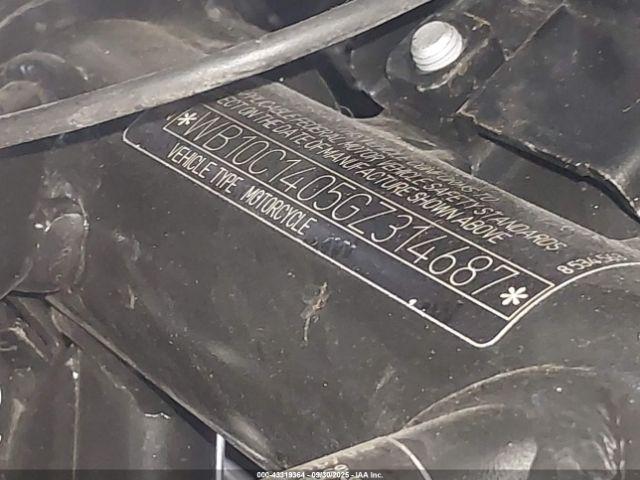 FEDERAL MOTOR VEHICLE SAFETY STANDARDS
ON THE DATE OF MANUFACTURE SHOWN ABOVE
*WB10C1405GZ314687*
VEHICLE TYPE MOTORCYCLE
000-43319364 - 09/30/2025 - IAA Inc.